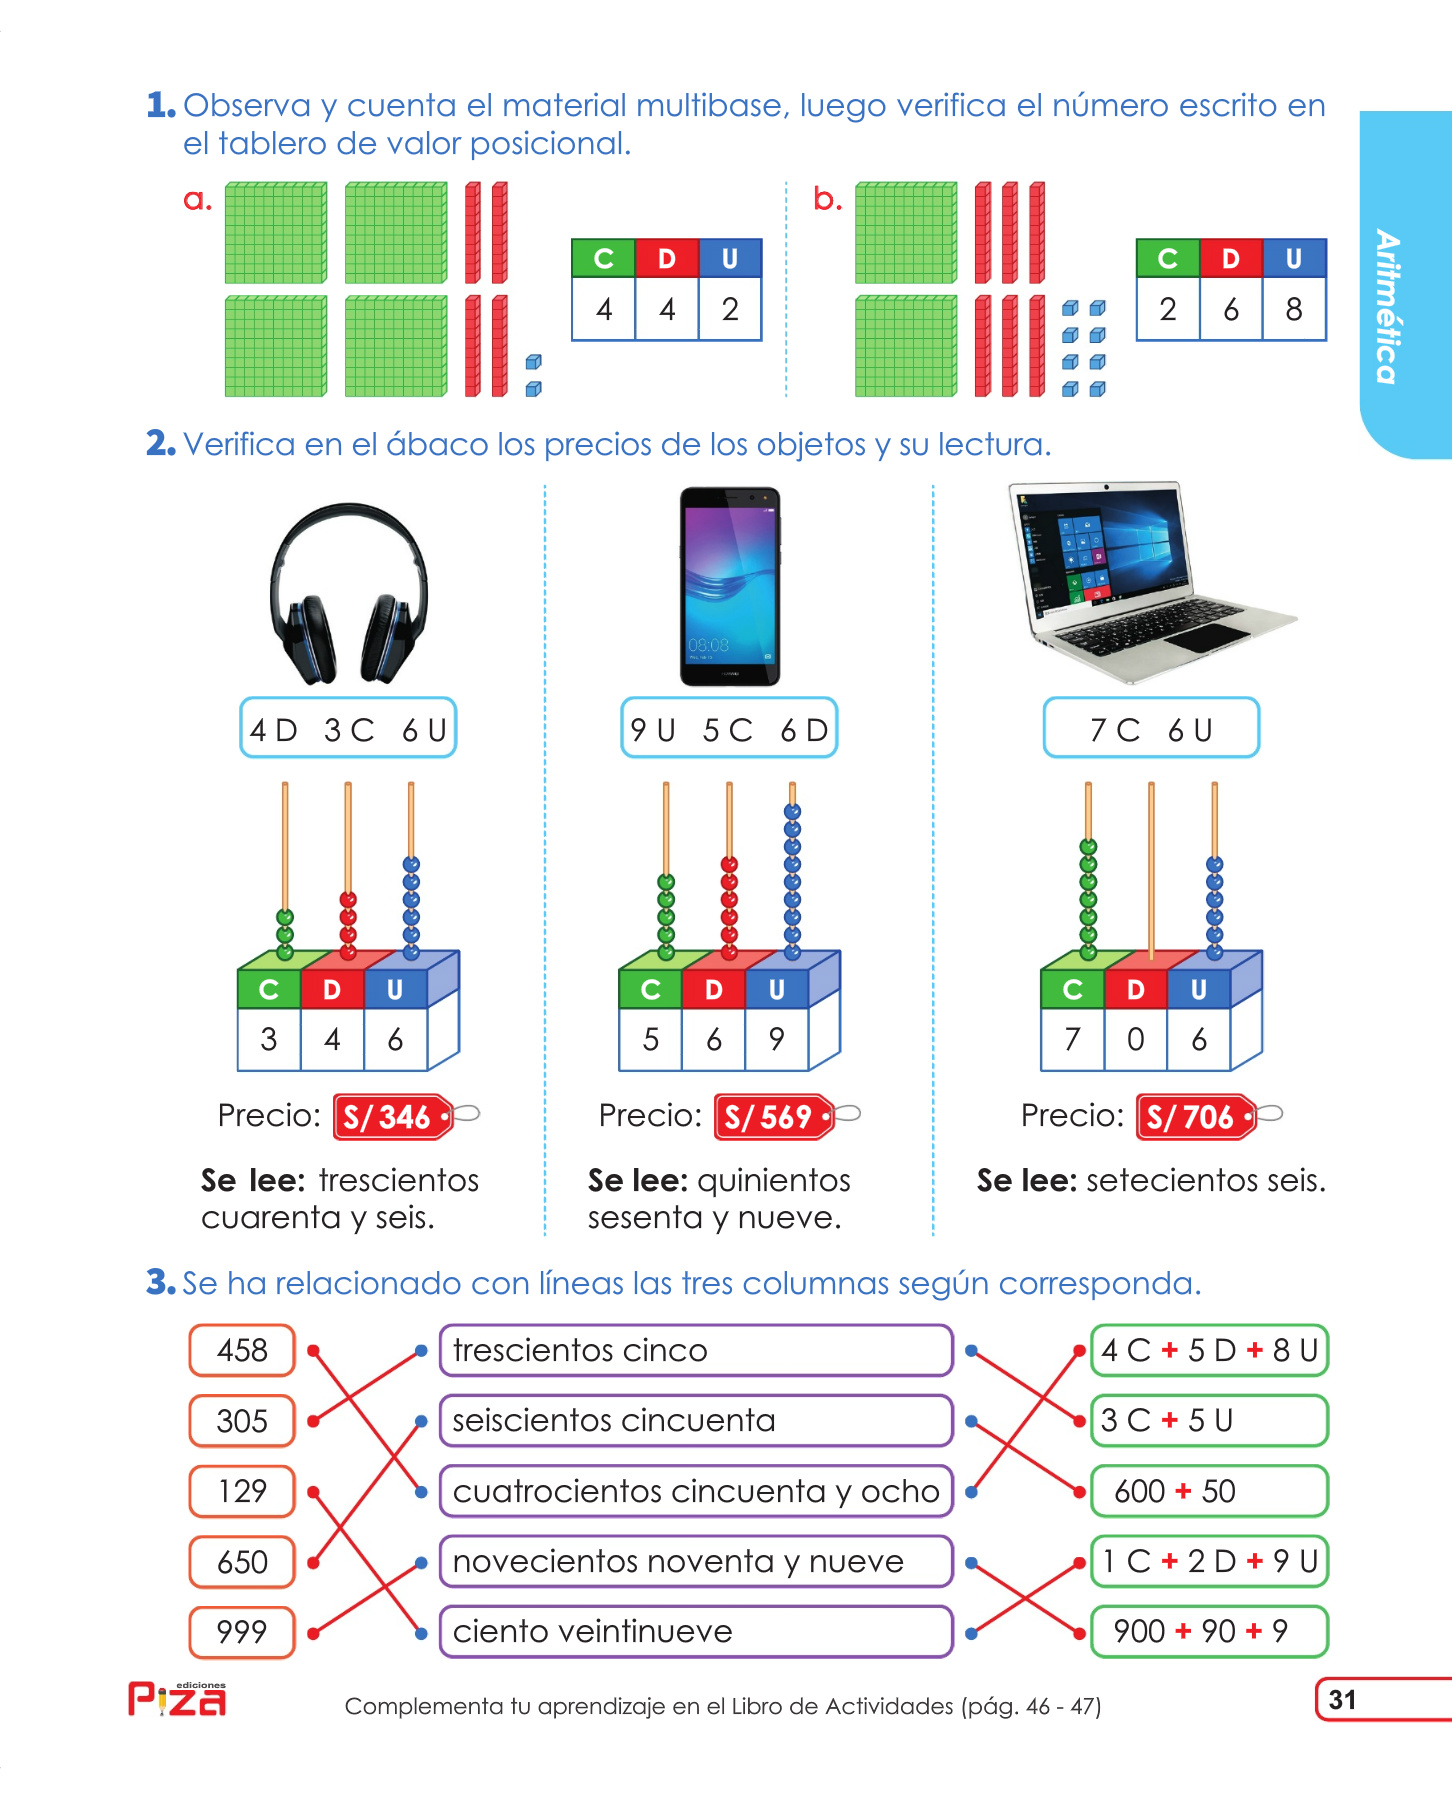 1. Observa y cuenta el material multibase, luego verifica el número escrito en
el tablero de valor posicional.
a.
C D U
4 4 2
b.
C D U
2 6 8
Aritmética
2. Verifica en el ábaco los precios de los objetos y su lectura.
08:08
4 D 3 C 6 U
9 U 5 C 6 D
7 C 6 U
C D U
3 4 6
C D U
5 6 9
C D U
7 0 6
Precio: S/ 346
Precio: S/ 569
Precio: S/ 706
Se lee: trescientos
cuarenta y seis.
Se lee: quinientos
sesenta y nueve.
Se lee: setecientos seis.
3. Se ha relacionado con líneas las tres columnas según corresponda.
458 trescientos cinco 4 C + 5 D + 8 U
305 seiscientos cincuenta 3 C + 5 U
129 cuatrocientos cincuenta y ocho 600 + 50
650 novecientos noventa y nueve 1 C + 2 D + 9 U
999 ciento veintinueve 900 + 90 + 9
ediciones
Piza
Complementa tu aprendizaje en el Libro de Actividades (pág. 46 - 47)
31